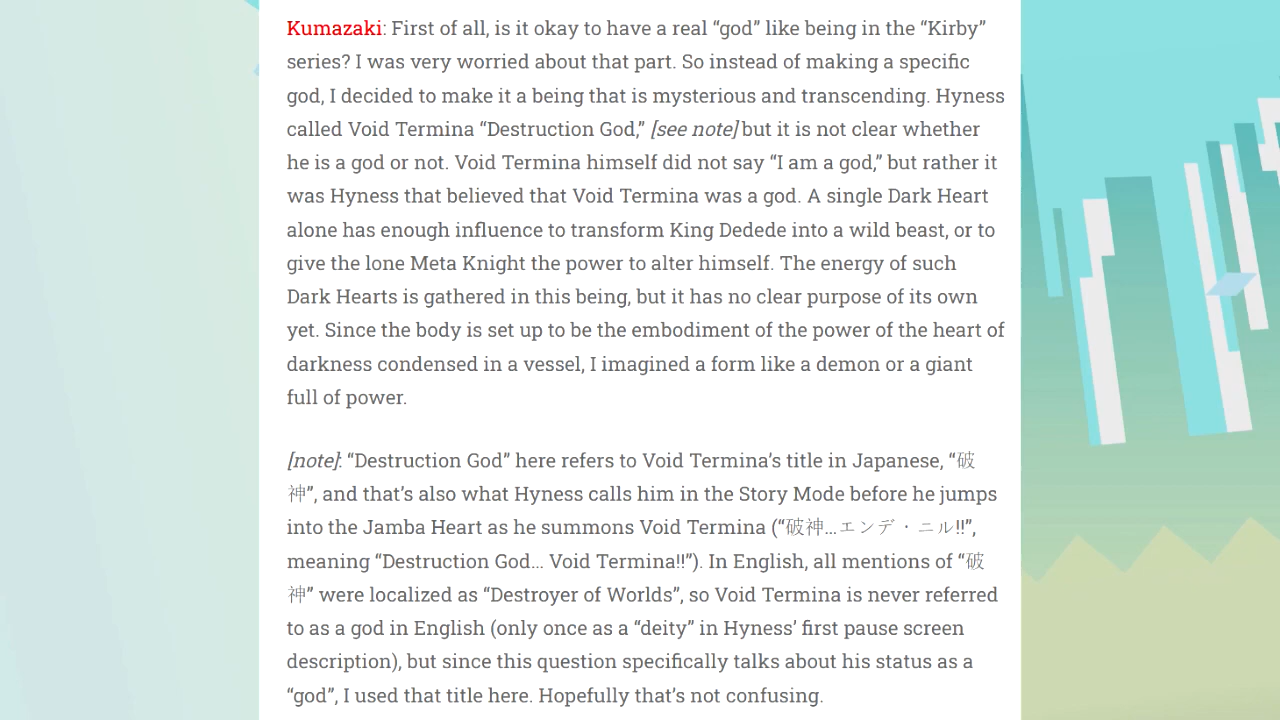 Kumazaki: First of all, is it okay to have a real “god” like being in the “Kirby”
series? I was very worried about that part. So instead of making a specific
god, I decided to make it a being that is mysterious and transcending. Hyness
called Void Termina “Destruction God,” [see note] but it is not clear whether
he is a god or not. Void Termina himself did not say “I am a god,” but rather it
was Hyness that believed that Void Termina was a god. A single Dark Heart
alone has enough influence to transform King Dedede into a wild beast, or to
give the lone Meta Knight the power to alter himself. The energy of such
Dark Hearts is gathered in this being, but it has no clear purpose of its own
yet. Since the body is set up to be the embodiment of the power of the heart of
darkness condensed in a vessel, I imagined a form like a demon or a giant
full of power.
[note]: “Destruction God” here refers to Void Termina’s title in Japanese, “破
神”, and that’s also what Hyness calls him in the Story Mode before he jumps
into the Jamba Heart as he summons Void Termina (“破神…エンデ・ニル!!”,
meaning “Destruction God… Void Termina!!”). In English, all mentions of “破
神” were localized as “Destroyer of Worlds”, so Void Termina is never referred
to as a god in English (only once as a “deity” in Hyness’ first pause screen
description), but since this question specifically talks about his status as a
“god”, I used that title here. Hopefully that’s not confusing.